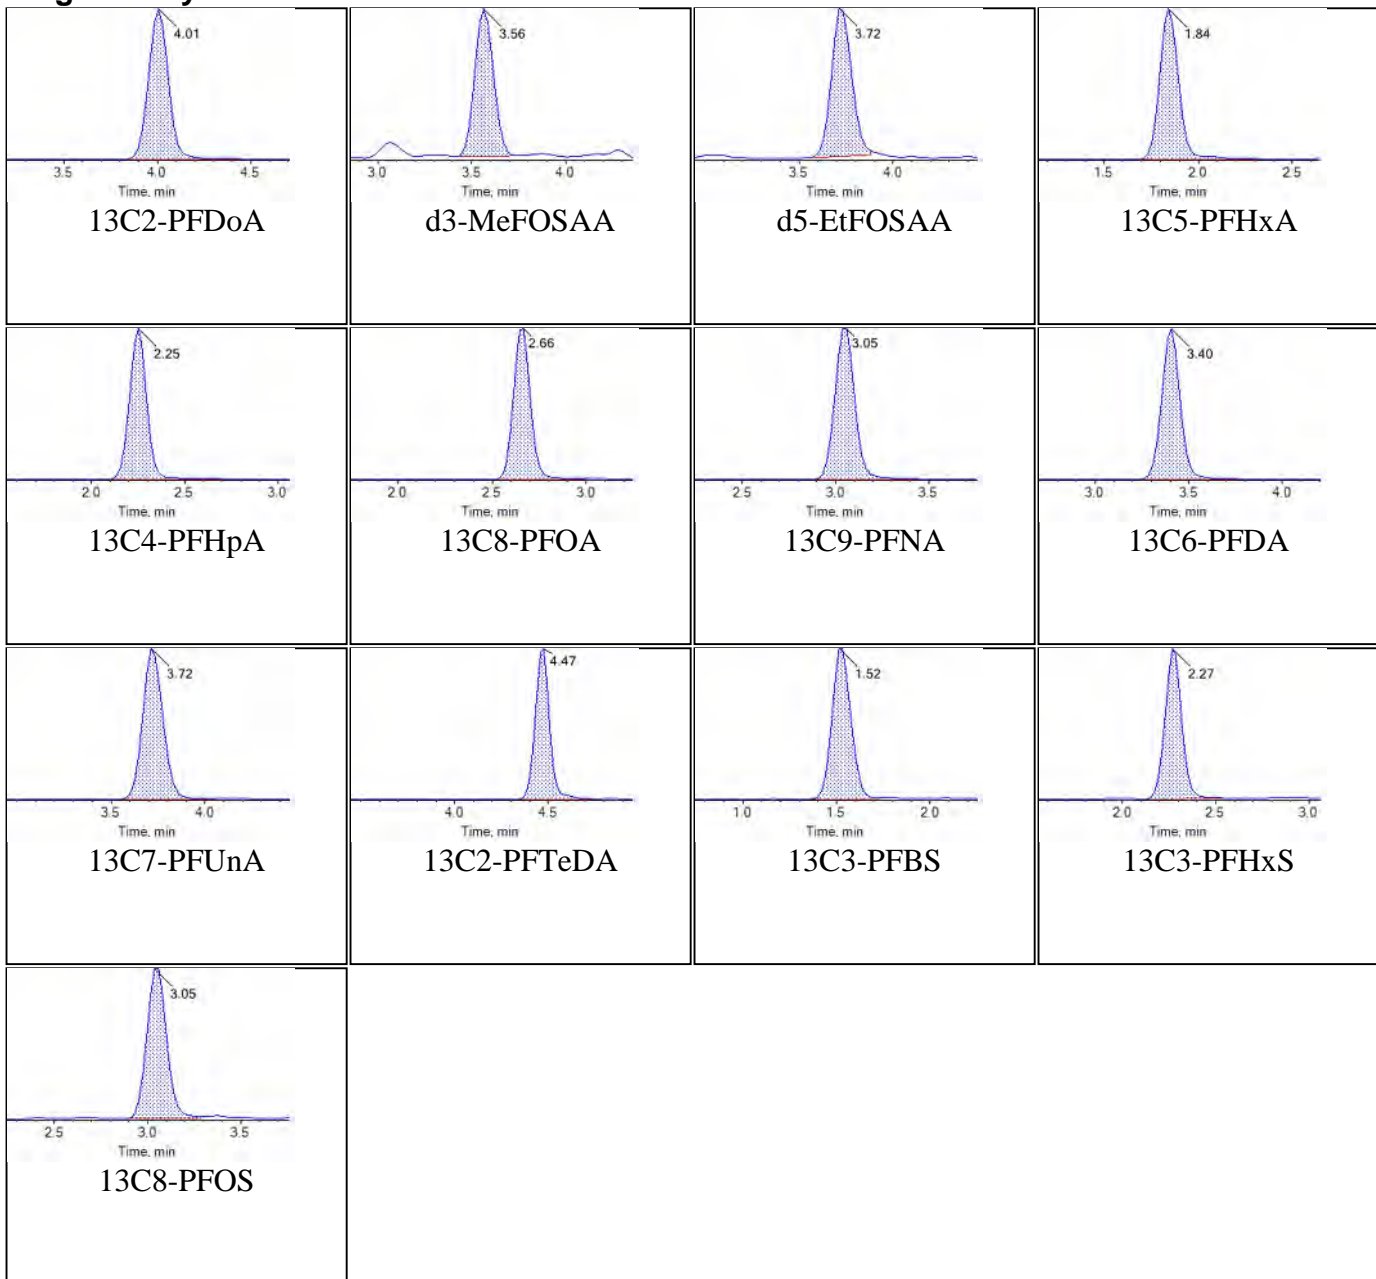 4.01
3.5 4.0 4.5
Time, min
13C2-PFDoA
3.56
3.0 3.5 4.0
Time, min
d3-MeFOSAA
3.72
3.5 4.0
Time, min
d5-EtFOSAA
1.84
1.5 2.0 2.5
Time, min
13C5-PFHxA
2.25
2.0 2.5 3.0
Time, min
13C4-PFHpA
2.66
2.0 2.5 3.0
Time, min
13C8-PFOA
3.05
2.5 3.0 3.5
Time, min
13C9-PFNA
3.40
3.0 3.5 4.0
Time, min
13C6-PFDA
3.72
3.5 4.0
Time, min
13C7-PFUnA
4.47
4.0 4.5
Time, min
13C2-PFTeDA
1.52
1.0 1.5 2.0
Time, min
13C3-PFBS
2.27
2.0 2.5 3.0
Time, min
13C3-PFHxS
3.05
2.5 3.0 3.5
Time, min
13C8-PFOS